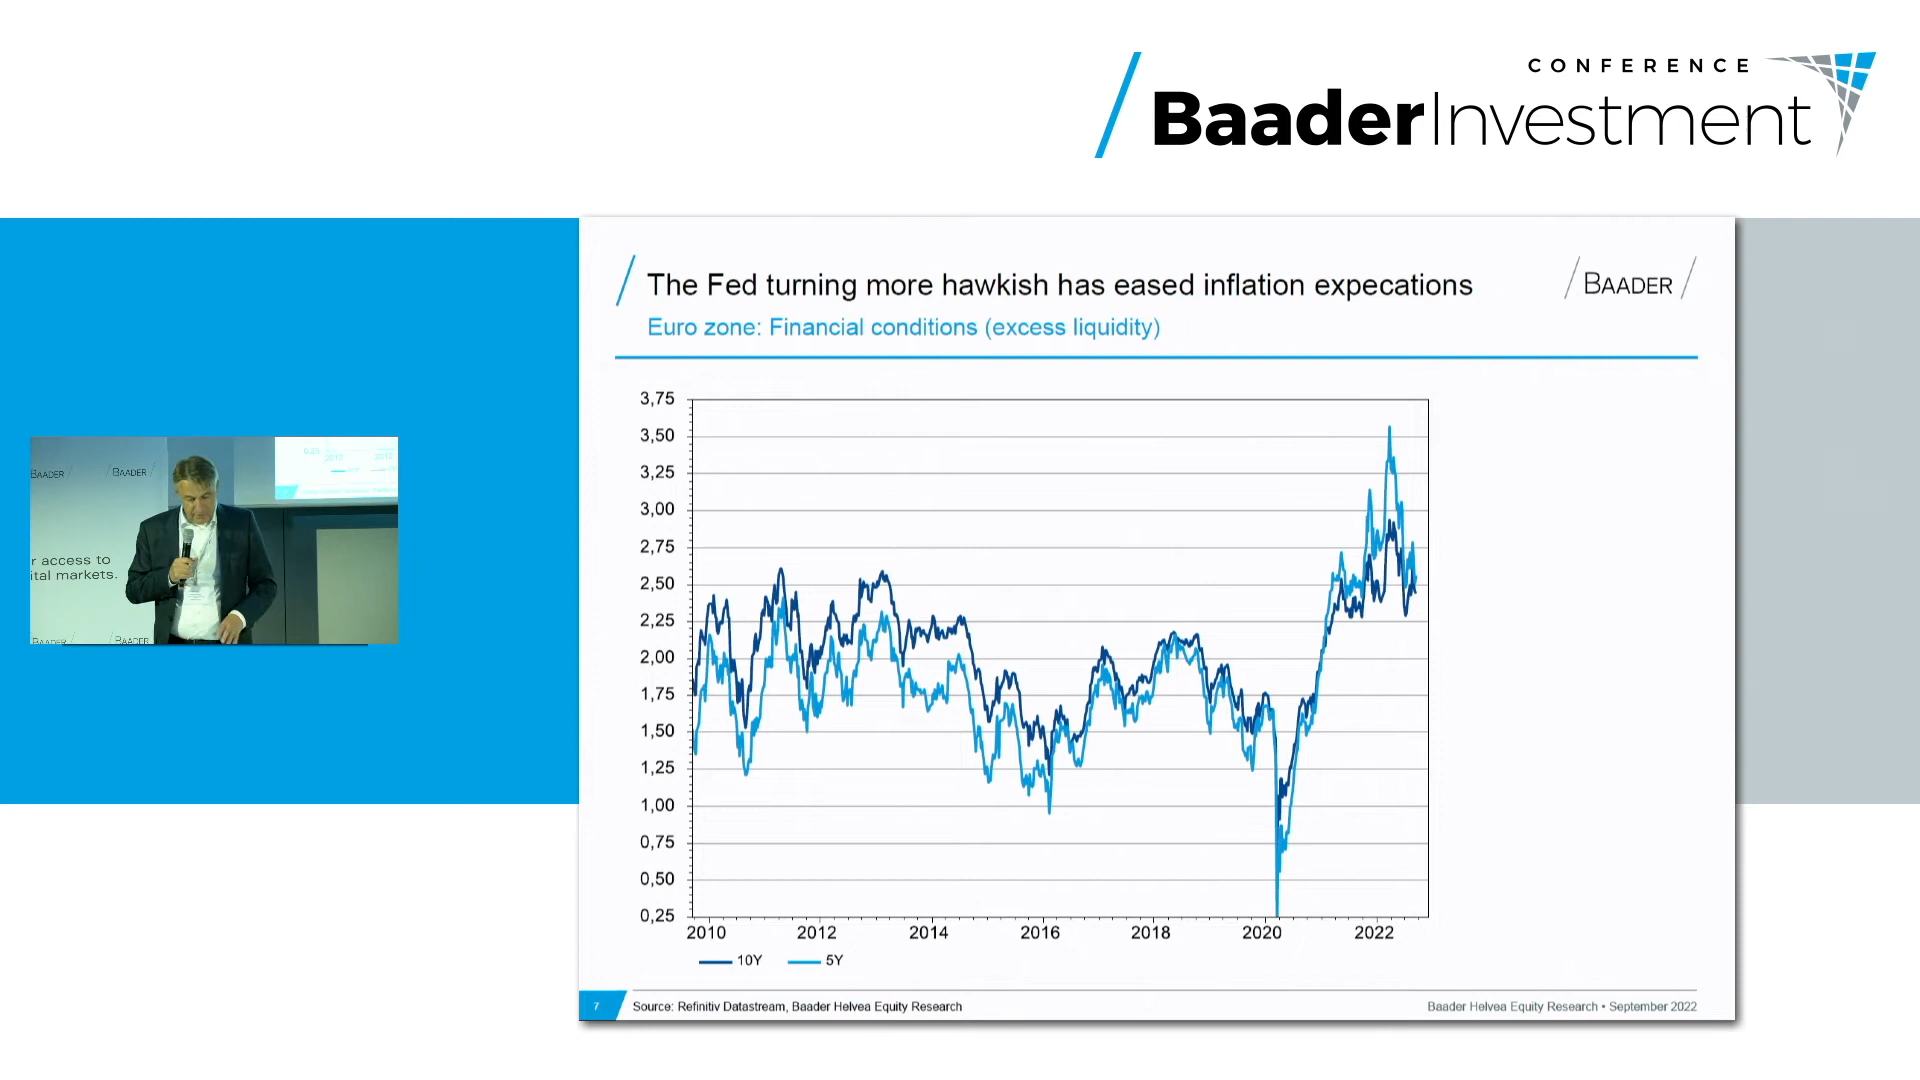 CONFERENCE
BaaderInvestment
The Fed turning more hawkish has eased inflation expecations
BAADER
Euro zone: Financial conditions (excess liquidity)
3,75
3,50
3,25
3,00
2,75
2,50
2,25
2,00
1,75
1,50
1,25
1,00
0,75
0,50
0,25
2010 2012 2014 2016 2018 2020 2022
10Y 5Y
7 Source: Refinitiv Datastream, Baader Helvea Equity Research
Baader Helvea Equity Research • September 2022
BAADER
BAADER
r access to
ital markets.
BAADER
BAADER
0,25
2010 2012